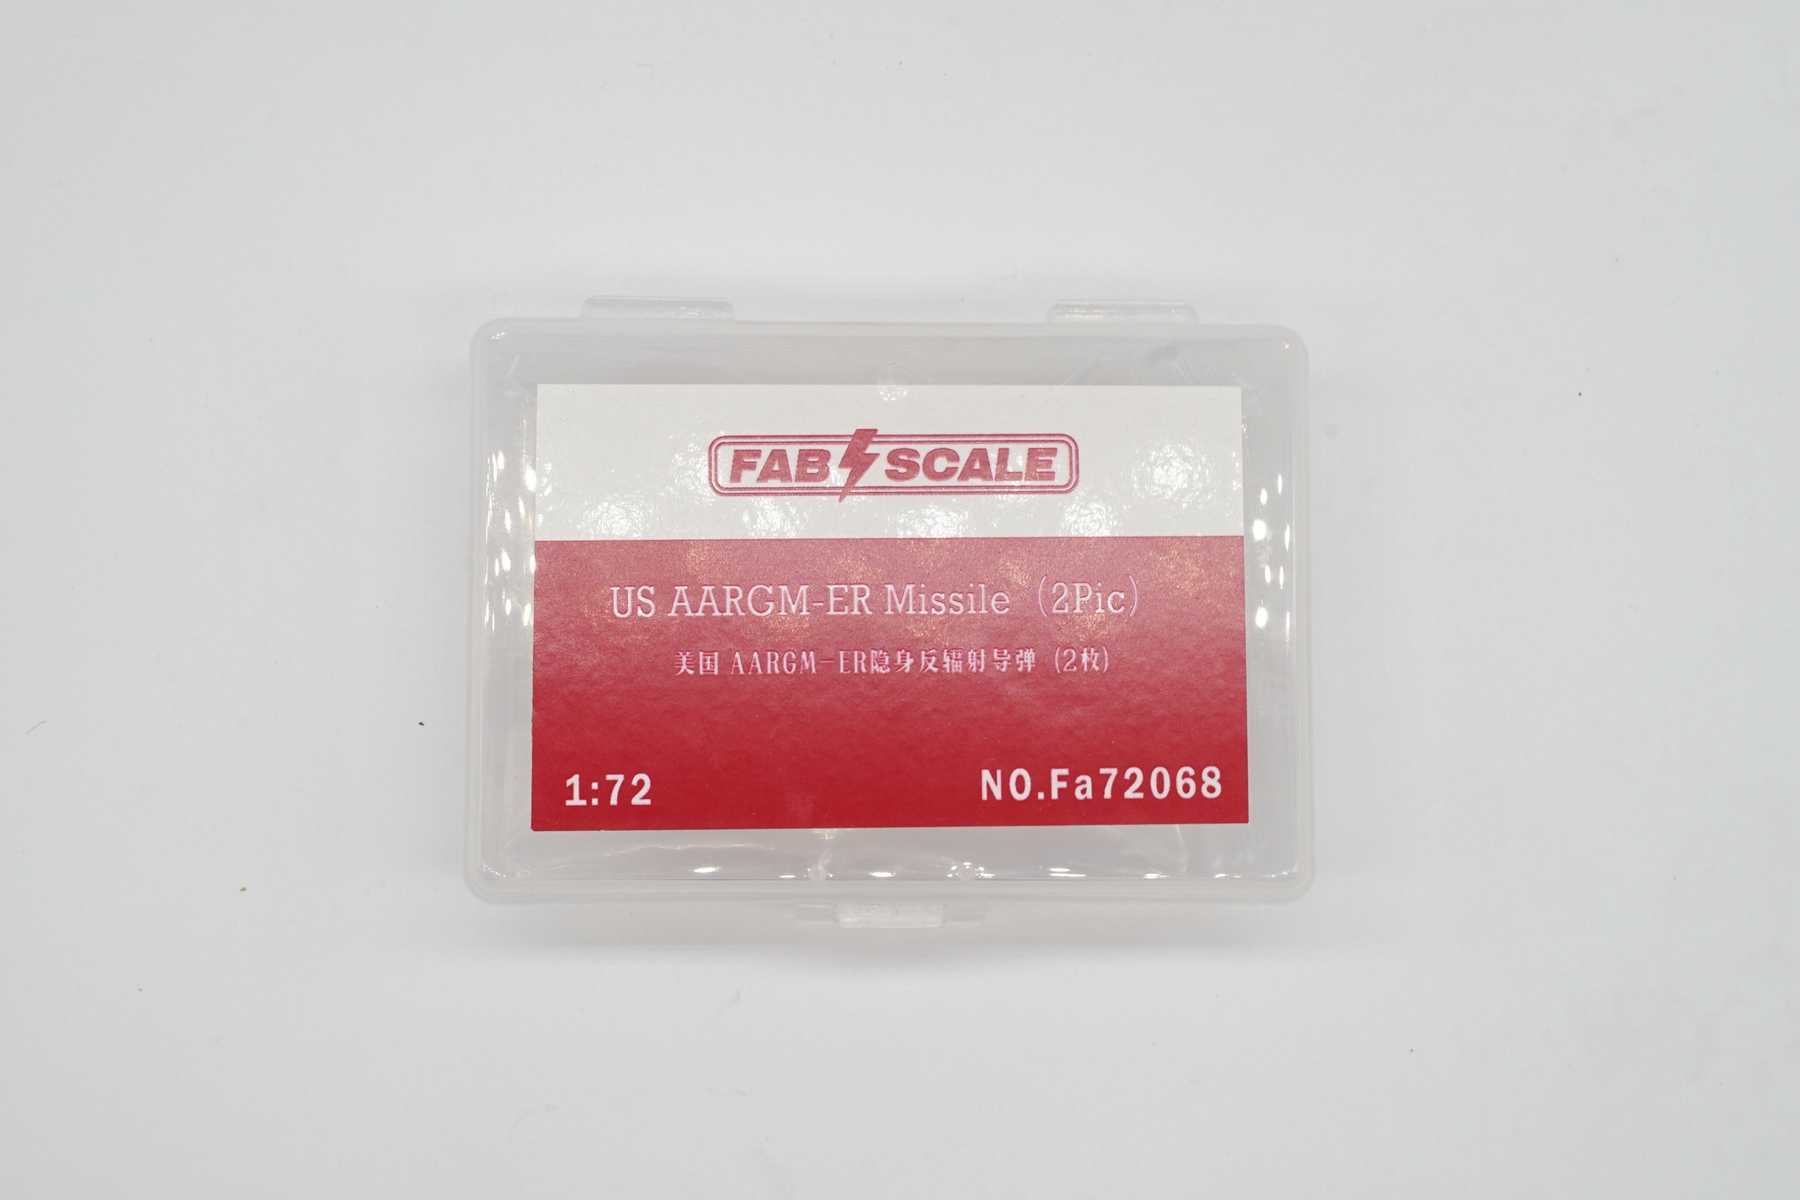 FAB SCALE
US AARGM-ER Missile（2Pic）
美国 AARGM-ER隐身反辐射导弹（2枚）
1:72
NO.Fa72068